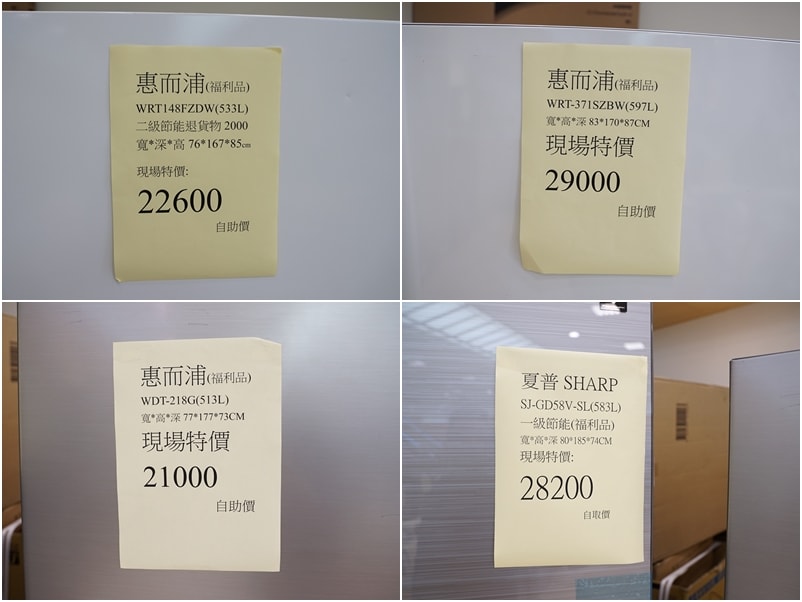 惠而浦(福利品)
WRT148FZDW(533L)
二級節能退貨物 2000
寬*深*高 76*167*85cm
現場特價:
22600
自助價
惠而浦(福利品)
WRT-371SZBW(597L)
寬*高*深 83*170*87CM
現場特價
29000
自助價
惠而浦(福利品)
WDT-218G(513L)
寬*高*深 77*177*73CM
現場特價
21000
自助價
夏普 SHARP
SJ-GD58V-SL(583L)
一級節能(福利品)
寬*高*深 80*185*74CM
現場特價:
28200
自取價